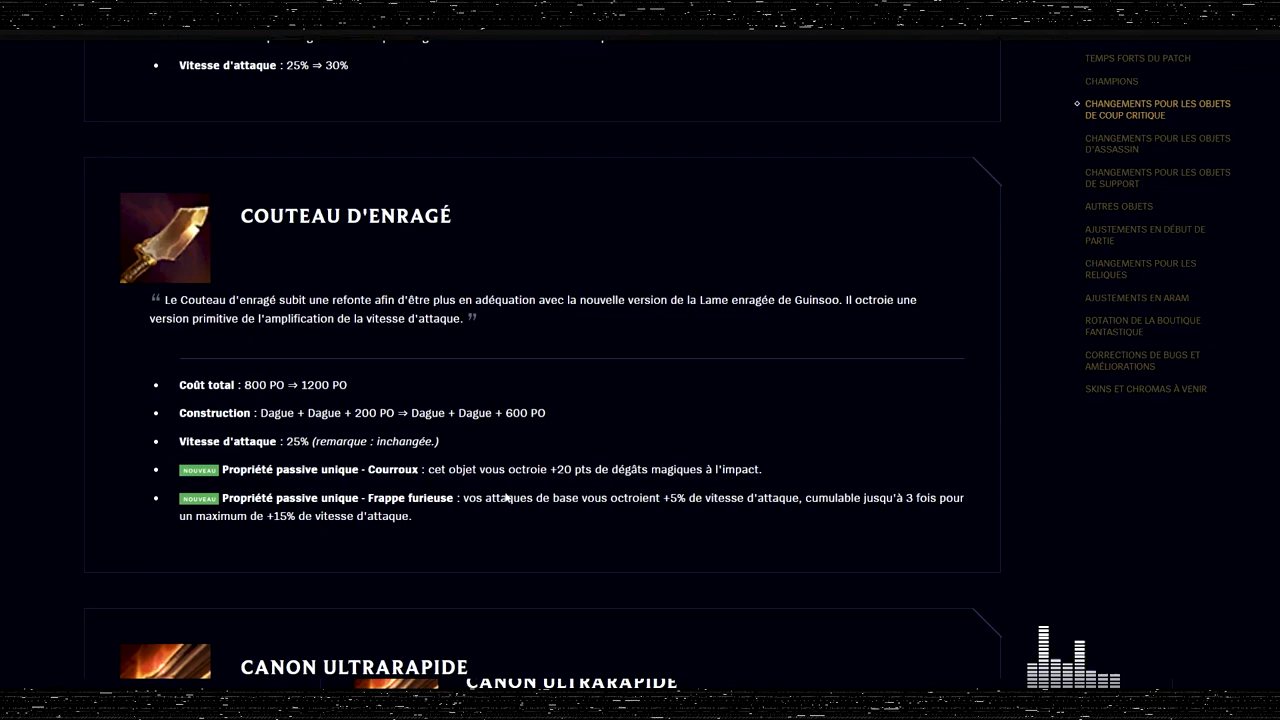 Vitesse d'attaque : 25% ⇒ 30%
COUTEAU D'ENRAGÉ
“ Le Couteau d'enragé subit une refonte afin d'être plus en adéquation avec la nouvelle version de la Lame enragée de Guinsoo. Il octroie une
version primitive de l'amplification de la vitesse d'attaque. ”
Coût total : 800 PO ⇒ 1200 PO
Construction : Dague + Dague + 200 PO ⇒ Dague + Dague + 600 PO
Vitesse d'attaque : 25% (remarque : inchangée.)
NOUVEAU Propriété passive unique - Courroux : cet objet vous octroie +20 pts de dégâts magiques à l'impact.
NOUVEAU Propriété passive unique - Frappe furieuse : vos attaques de base vous octroient +5% de vitesse d'attaque, cumulable jusqu'à 3 fois pour
un maximum de +15% de vitesse d'attaque.
CANON ULTRARAPIDE
CANON ULTRARAPIDE
TEMPS FORTS DU PATCH
CHAMPIONS
CHANGEMENTS POUR LES OBJETS
DE COUP CRITIQUE
CHANGEMENTS POUR LES OBJETS
D'ASSASSIN
CHANGEMENTS POUR LES OBJETS
DE SUPPORT
AUTRES OBJETS
AJUSTEMENTS EN DÉBUT DE
PARTIE
CHANGEMENTS POUR LES
RELIQUES
AJUSTEMENTS EN ARAM
ROTATION DE LA BOUTIQUE
FANTASTIQUE
CORRECTIONS DE BUGS ET
AMÉLIORATIONS
SKINS ET CHROMAS À VENIR